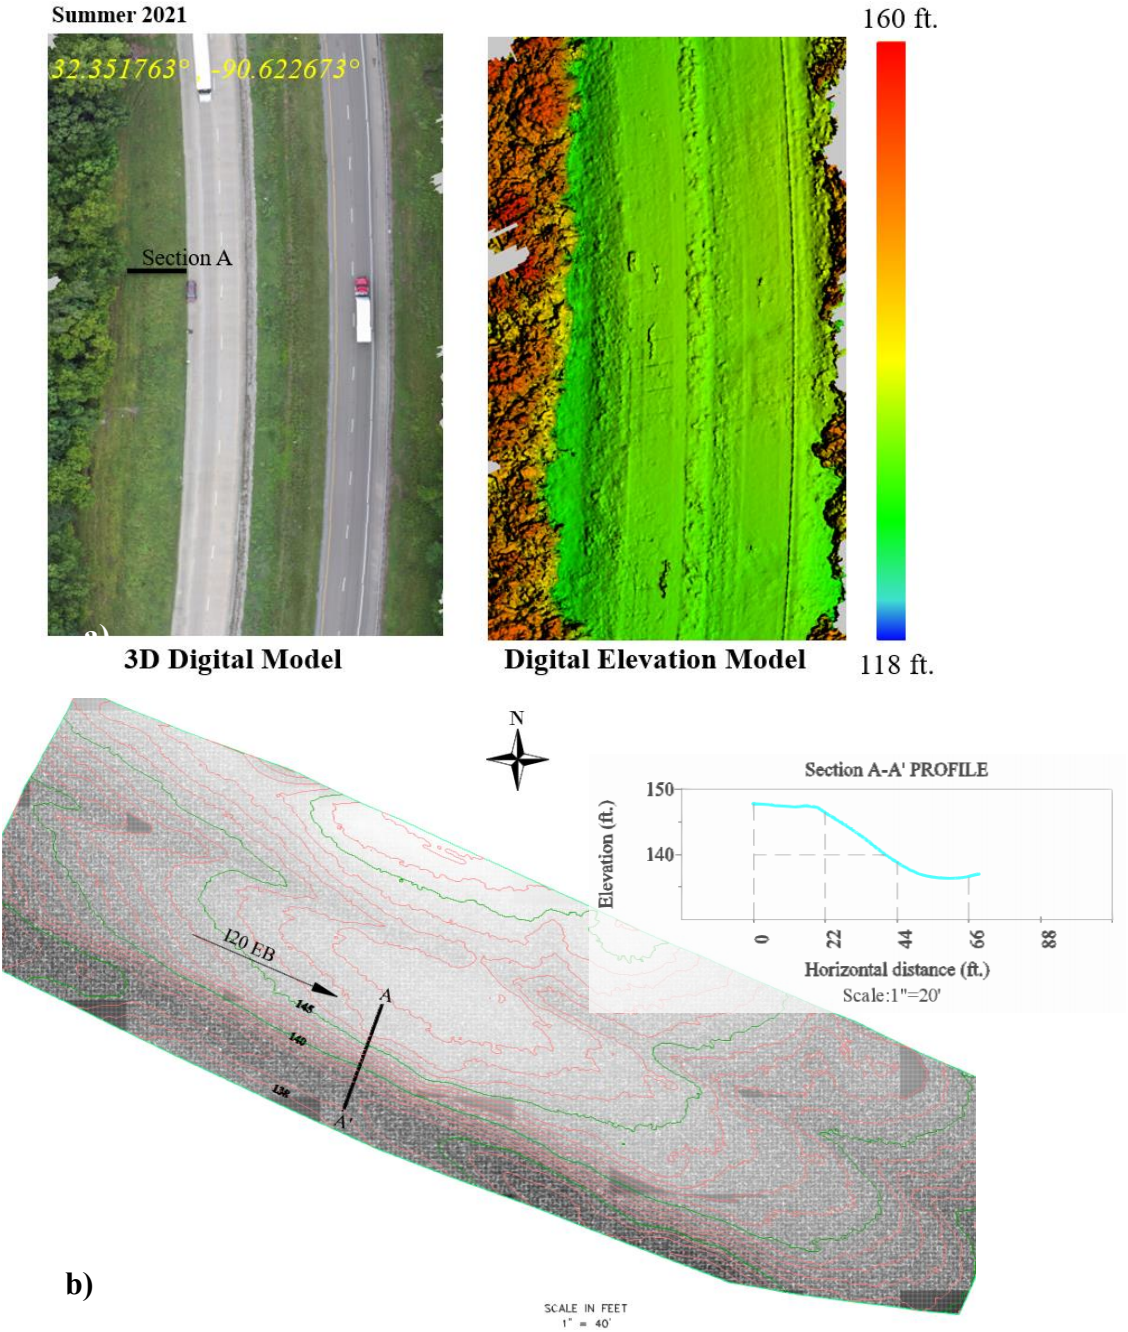 Summer 2021
160 ft.
32.351763° , -90.622673°
Section A
a)
3D Digital Model
Digital Elevation Model
118 ft.
N
Section A-A' PROFILE
150
140
Elevation (ft.)
0
22
44
66
88
Horizontal distance (ft.)
Scale:1"=20'
I20 EB
A
145
140
138
A'
b)
SCALE IN FEET
1" = 40'